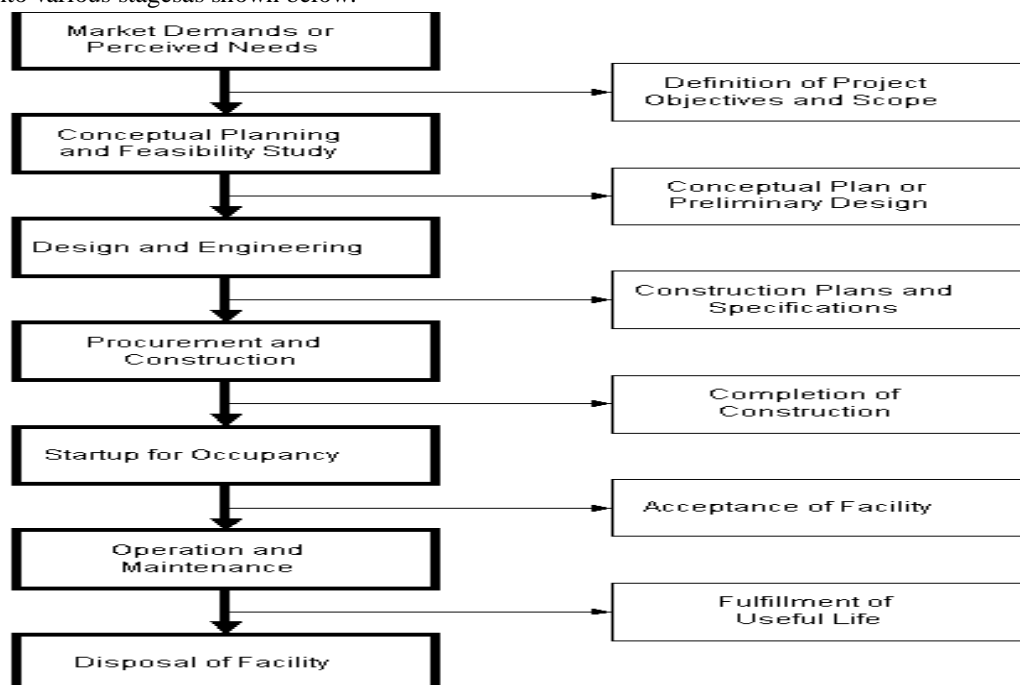 into various stagesas shown below:
Market Demands or
Perceived Needs
Definition of Project
Objectives and Scope
Conceptual Planning
and Feasibility Study
Conceptual Plan or
Preliminary Design
Design and Engineering
Construction Plans and
Specifications
Procurement and
Construction
Completion of
Construction
Startup for Occupancy
Acceptance of Facility
Operation and
Maintenance
Fulfillment of
Useful Life
Disposal of Facility